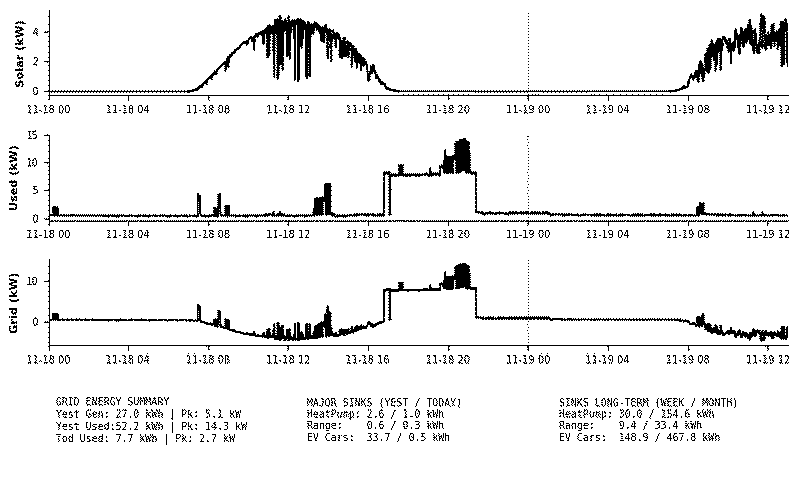 Solar (kW)
4
2
0
11-18 00 11-18 04 11-18 08 11-18 12 11-18 16 11-18 20 11-19 00 11-19 04 11-19 08 11-19 12
Used (kW)
15
10
5
0
11-18 00 11-18 04 11-18 08 11-18 12 11-18 16 11-18 20 11-19 00 11-19 04 11-19 08 11-19 12
Grid (kW)
10
0
11-18 00 11-18 04 11-18 08 11-18 12 11-18 16 11-18 20 11-19 00 11-19 04 11-19 08 11-19 12
GRID ENERGY SUMMARY
Yest Gen: 27.0 kWh | Pk: 5.1 kW
Yest Used:52.2 kWh | Pk: 14.3 kW
Tod Used: 7.7 kWh | Pk: 2.7 kW
MAJOR SINKS (YEST / TODAY)
HeatPump: 2.6 / 1.0 kWh
Range: 0.6 / 0.3 kWh
EV Cars: 33.7 / 0.5 kWh
SINKS LONG-TERM (WEEK / MONTH)
HeatPump: 30.0 / 154.6 kWh
Range: 9.4 / 33.4 kWh
EV Cars: 148.9 / 467.8 kWh